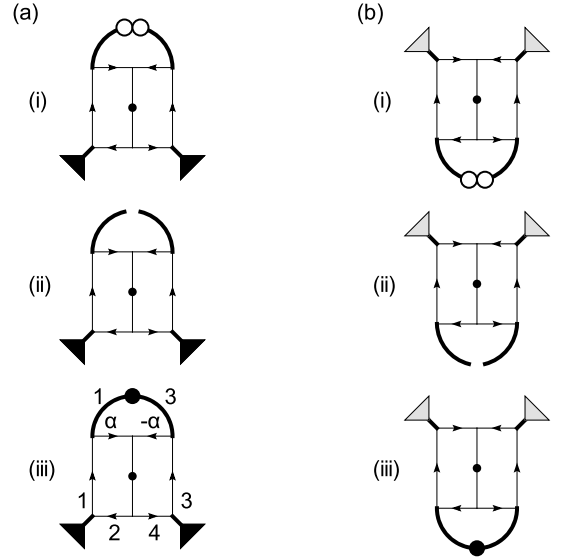 (a) (b)
(i) (i)
(ii) (ii)
1 3
α -α
(iii) (iii)
1 3
2 4